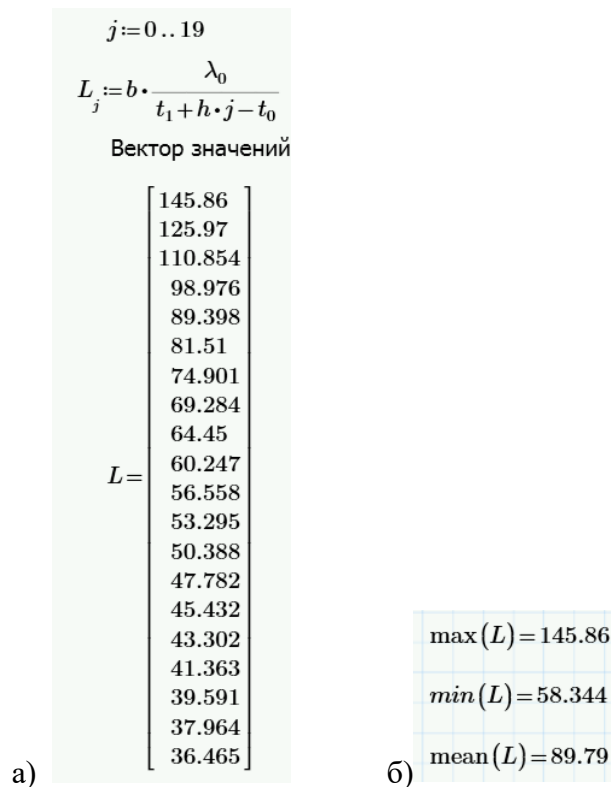 j:=0..19
L_j:=b·λ_0/(t_1+h·j-t_0)
Вектор значений
145.86
125.97
110.854
98.976
89.398
81.51
74.901
69.284
64.45
L= 60.247
56.558
53.295
50.388
47.782
45.432
43.302
41.363
39.591
37.964
36.465
а)
max(L)=145.86
min(L)=58.344
mean(L)=89.79
б)